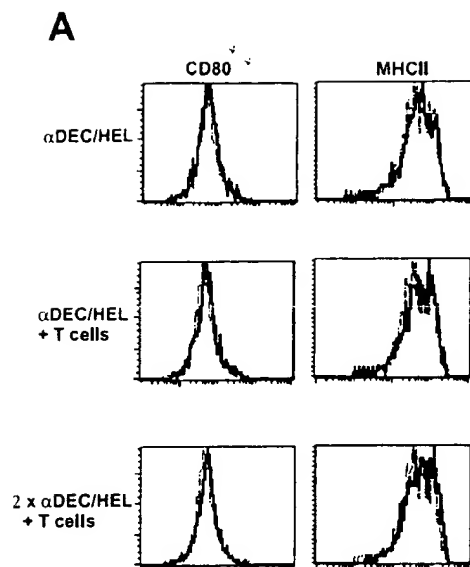 A
CD80 MHCII
αDEC/HEL
αDEC/HEL
+ T cells
2 x αDEC/HEL
+ T cells